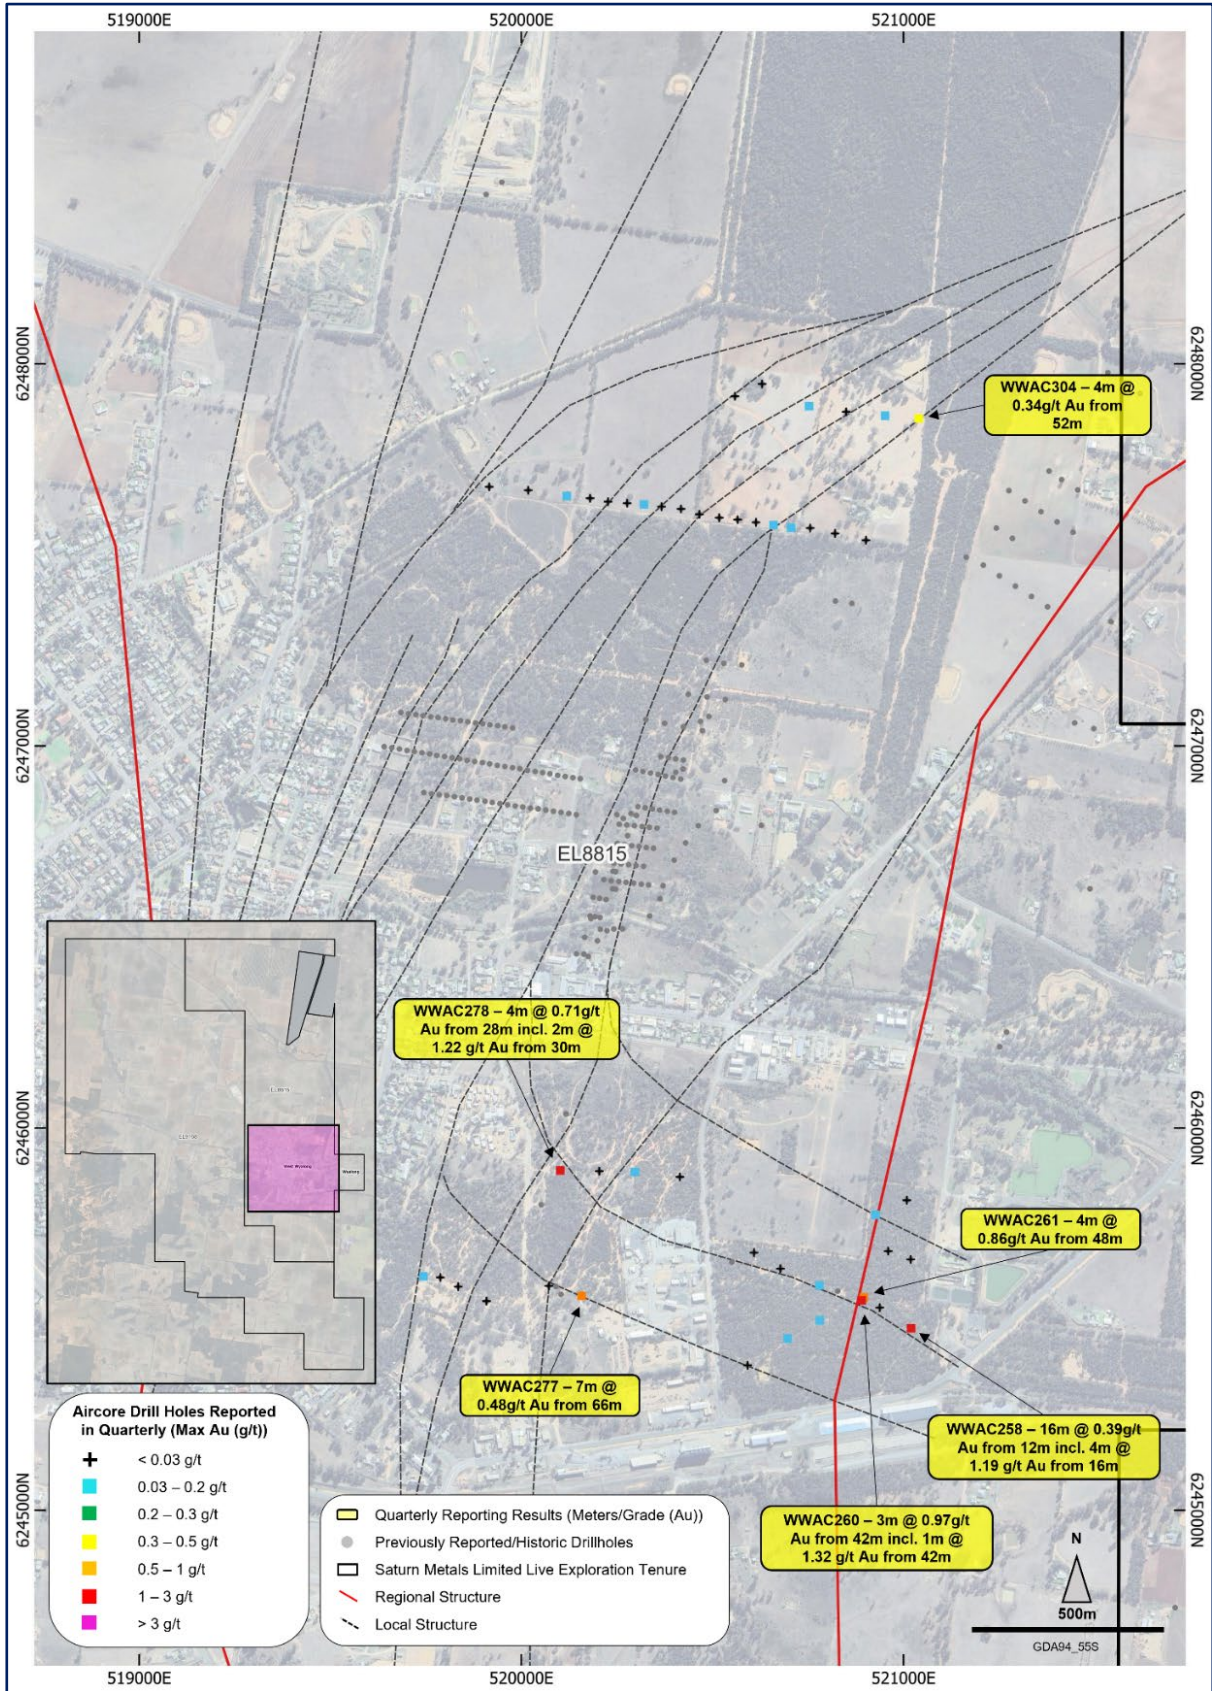 519000E
520000E
521000E
6248000N
6248000N
WWAC304 – 4m @
0.34g/t Au from
52m
6247000N
6247000N
EL8815
WWAC278 – 4m @ 0.71g/t
Au from 28m incl. 2m @
1.22 g/t Au from 30m
6246000N
6246000N
EL8815
West Wyalong
WWAC261 – 4m @
0.86g/t Au from 48m
WWAC277 – 7m @
0.48g/t Au from 66m
WWAC258 – 16m @ 0.39g/t
Au from 12m incl. 4m @
1.19 g/t Au from 16m
WWAC260 – 3m @ 0.97g/t
Au from 42m incl. 1m @
1.32 g/t Au from 42m
6245000N
6245000N
Aircore Drill Holes Reported
in Quarterly (Max Au (g/t))
< 0.03 g/t
0.03 – 0.2 g/t
0.2 – 0.3 g/t
0.3 – 0.5 g/t
0.5 – 1 g/t
1 – 3 g/t
> 3 g/t
Quarterly Reporting Results (Meters/Grade (Au))
Previously Reported/Historic Drillholes
Saturn Metals Limited Live Exploration Tenure
Regional Structure
Local Structure
N
500m
GDA94_55S
519000E
520000E
521000E